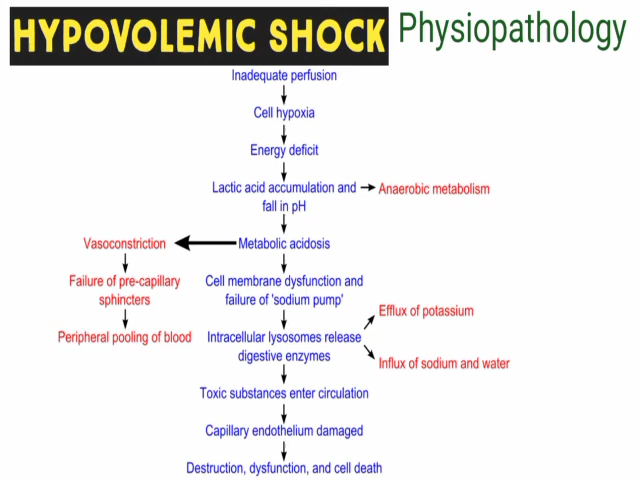 HYPOVOLEMIC SHOCK
Physiopathology
Inadequate perfusion
Cell hypoxia
Energy deficit
Lactic acid accumulation and
fall in pH
Anaerobic metabolism
Vasoconstriction
Metabolic acidosis
Failure of pre-capillary
sphincters
Cell membrane dysfunction and
failure of 'sodium pump'
Efflux of potassium
Peripheral pooling of blood
Intracellular lysosomes release
digestive enzymes
Influx of sodium and water
Toxic substances enter circulation
Capillary endothelium damaged
Destruction, dysfunction, and cell death